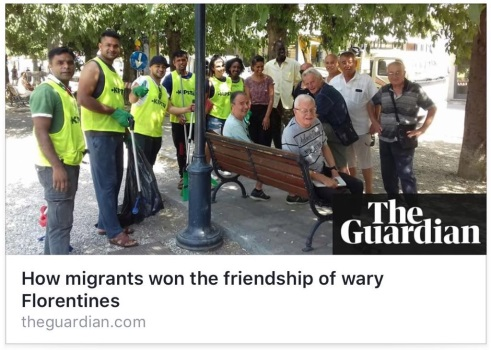 The
Guardian
How migrants won the friendship of wary
Florentines
theguardian.com